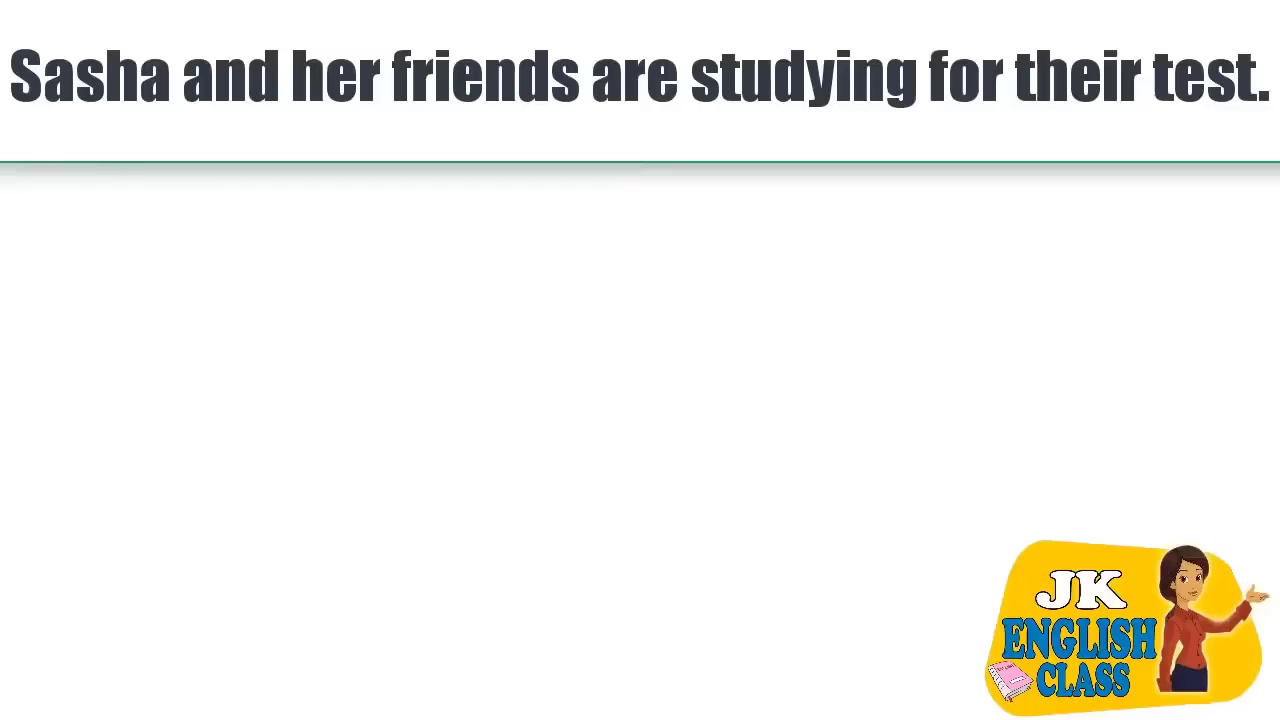 Sasha and her friends are studying for their test.
JK
ENGLISH
CLASS